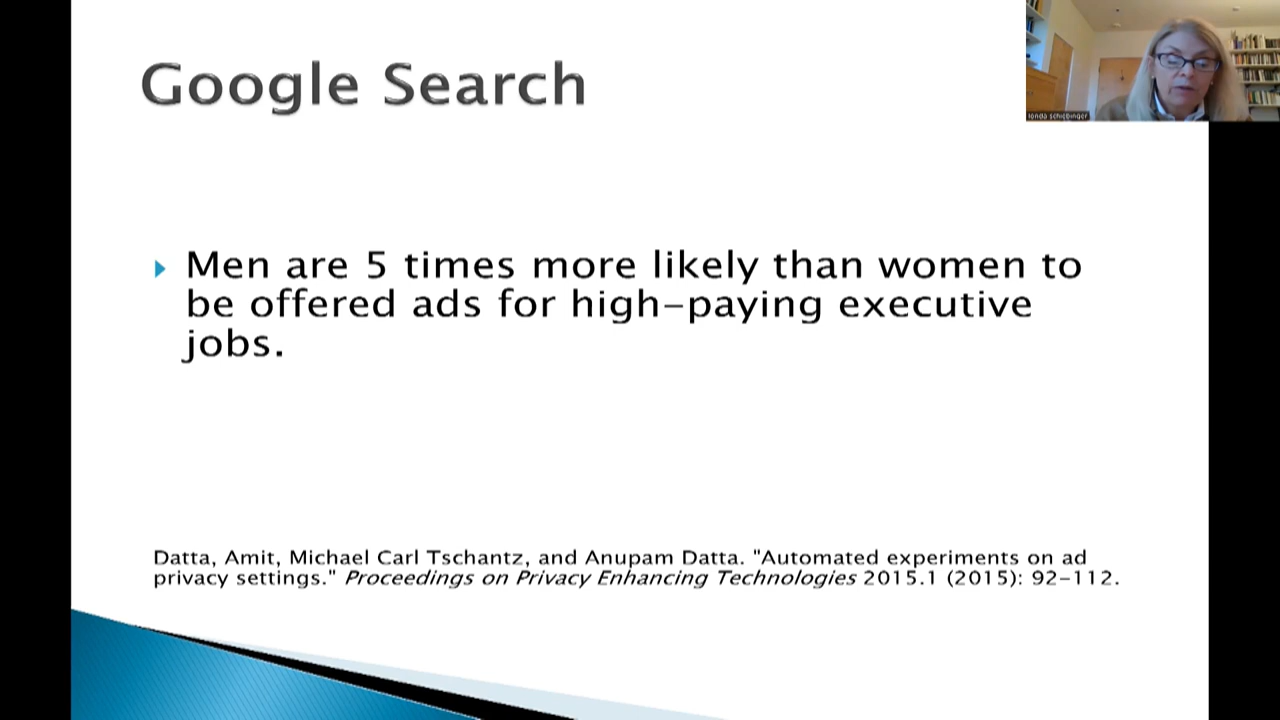 Google Search
londa schiebinger
Men are 5 times more likely than women to
be offered ads for high-paying executive
jobs.
Datta, Amit, Michael Carl Tschantz, and Anupam Datta. "Automated experiments on ad
privacy settings." Proceedings on Privacy Enhancing Technologies 2015.1 (2015): 92-112.